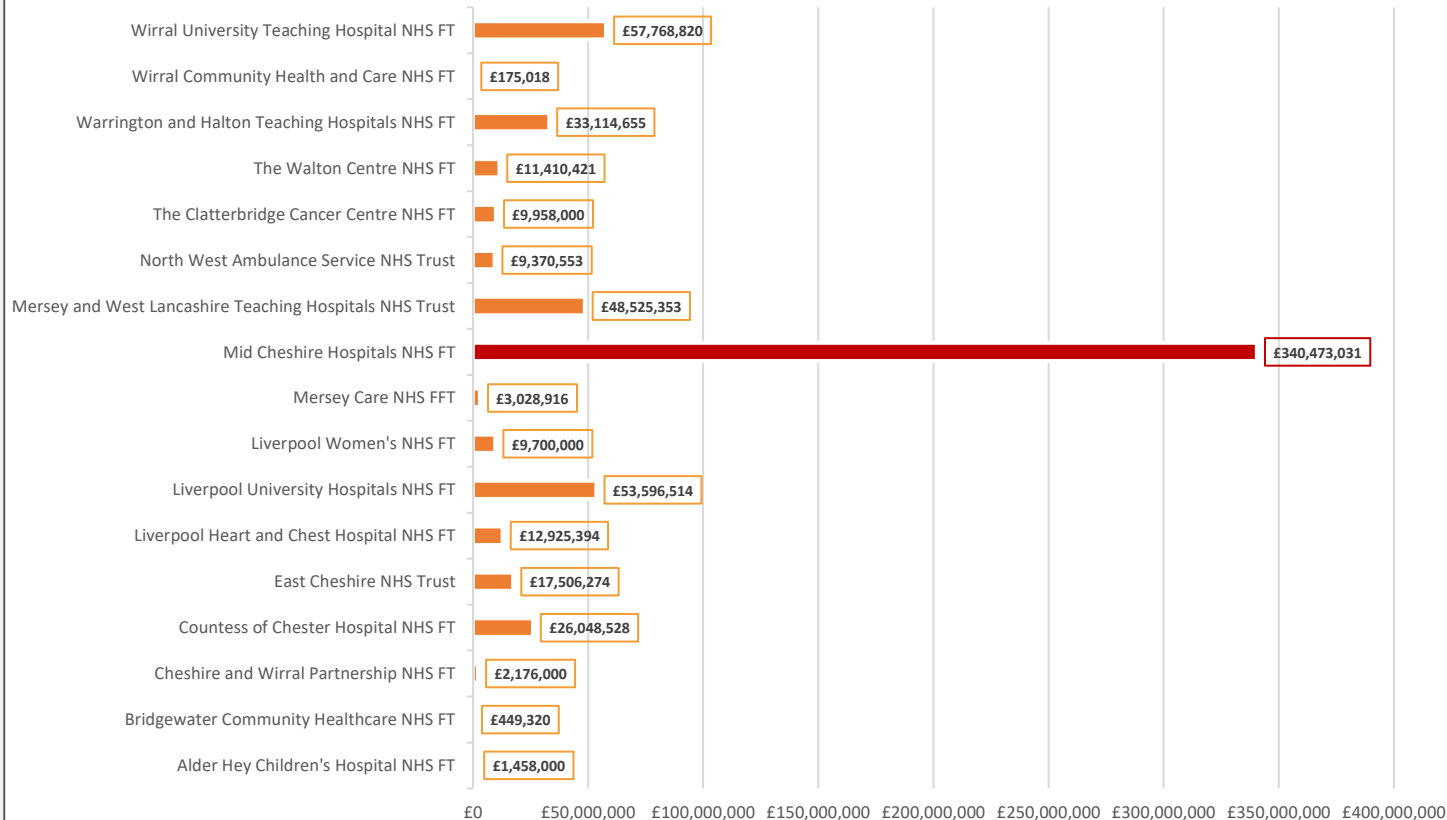 Wirral University Teaching Hospital NHS FT £57,768,820
Wirral Community Health and Care NHS FT £175,018
Warrington and Halton Teaching Hospitals NHS FT £33,114,655
The Walton Centre NHS FT £11,410,421
The Clatterbridge Cancer Centre NHS FT £9,958,000
North West Ambulance Service NHS Trust £9,370,553
Mersey and West Lancashire Teaching Hospitals NHS Trust £48,525,353
Mid Cheshire Hospitals NHS FT £340,473,031
Mersey Care NHS FFT £3,028,916
Liverpool Women's NHS FT £9,700,000
Liverpool University Hospitals NHS FT £53,596,514
Liverpool Heart and Chest Hospital NHS FT £12,925,394
East Cheshire NHS Trust £17,506,274
Countess of Chester Hospital NHS FT £26,048,528
Cheshire and Wirral Partnership NHS FT £2,176,000
Bridgewater Community Healthcare NHS FT £449,320
Alder Hey Children's Hospital NHS FT £1,458,000
£0 £50,000,000 £100,000,000 £150,000,000 £200,000,000 £250,000,000 £300,000,000 £350,000,000 £400,000,000